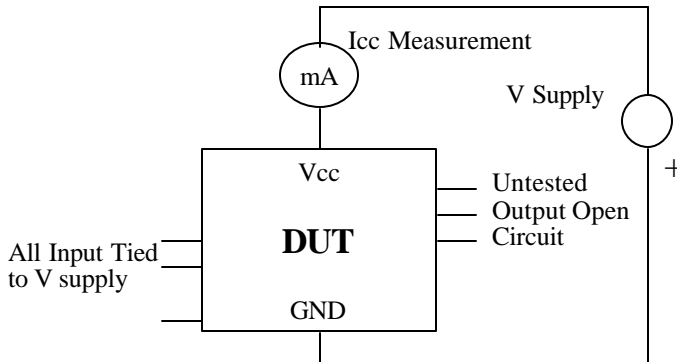 Icc Measurement
mA
V Supply
+
Vcc
Untested
Output Open
Circuit
DUT
All Input Tied
to V supply
GND